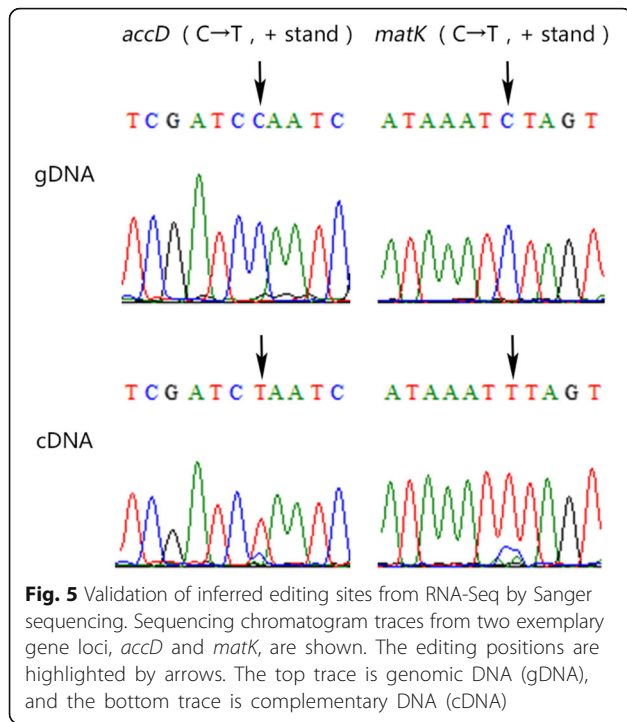 accD ( C→T , + stand ) matK ( C→T , + stand )
TCGATCCAATC ATAAATCTAGT
gDNA
TCGATCTAATC ATAAATTTAGT
cDNA
Fig. 5 Validation of inferred editing sites from RNA-Seq by Sanger
sequencing. Sequencing chromatogram traces from two exemplary
gene loci, accD and matK, are shown. The editing positions are
highlighted by arrows. The top trace is genomic DNA (gDNA),
and the bottom trace is complementary DNA (cDNA)